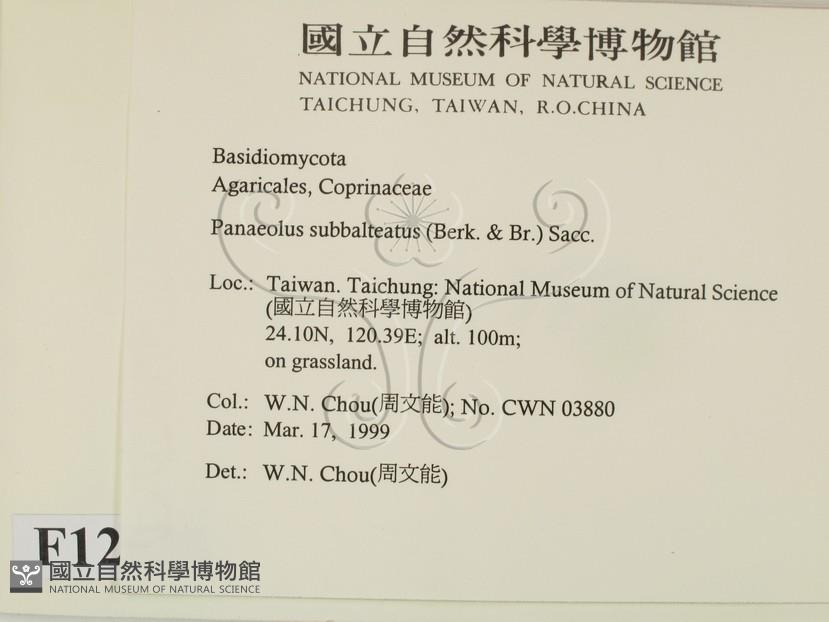 國立自然科學博物館
NATIONAL MUSEUM OF NATURAL SCIENCE
TAICHUNG, TAIWAN, R.O.CHINA
Basidiomycota
Agaricales, Coprinaceae
Panaeolus subbalteatus (Berk. & Br.) Sacc.
Loc.: Taiwan. Taichung: National Museum of Natural Science
(國立自然科學博物館)
24.10N, 120.39E; alt. 100m;
on grassland.
Col.: W.N. Chou(周文能); No. CWN 03880
Date: Mar. 17, 1999
Det.: W.N. Chou(周文能)
F12
國立自然科學博物館
NATIONAL MUSEUM OF NATURAL SCIENCE